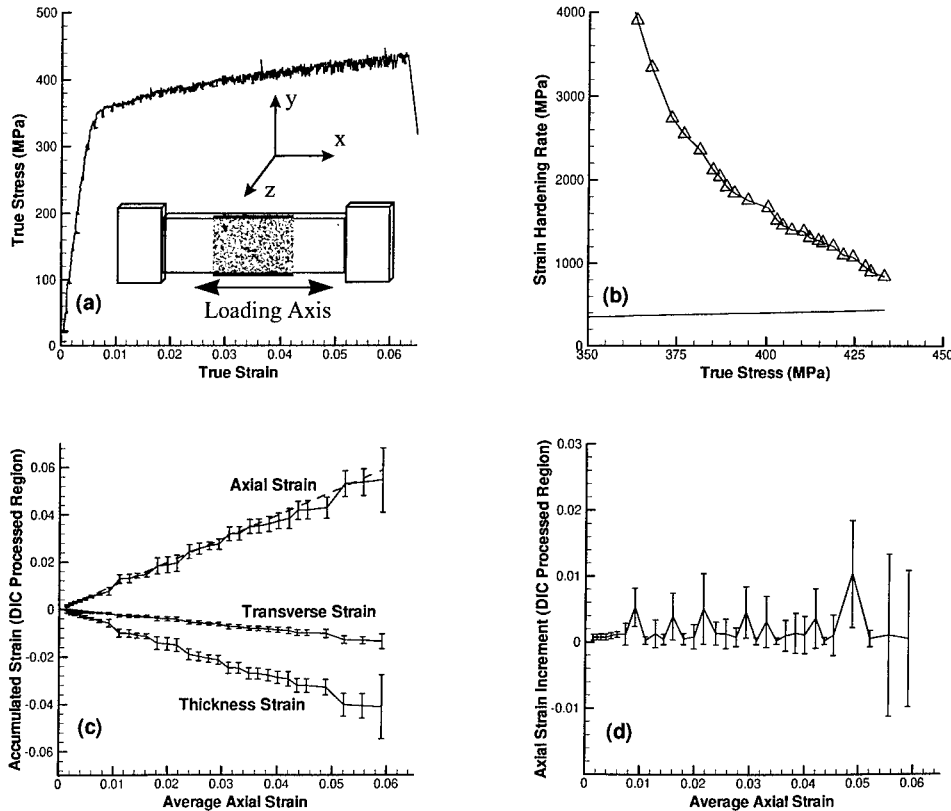 500
400
300
200
100
0
True Stress (MPa)
y
x
z
Loading Axis
(a)
0
0.01
0.02
0.03
0.04
0.05
0.06
True Strain
4000
3000
2000
1000
0
Strain Hardening Rate (MPa)
(b)
350
375
400
425
450
True Stress (MPa)
0.06
0.04
0.02
0
-0.02
-0.04
-0.06
Accumulated Strain (DIC Processed Region)
Axial Strain
Transverse Strain
Thickness Strain
(c)
0
0.01
0.02
0.03
0.04
0.05
0.06
Average Axial Strain
0.03
0.02
0.01
0
-0.01
Axial Strain Increment (DIC Processed Region)
(d)
0
0.01
0.02
0.03
0.04
0.05
0.06
Average Axial Strain